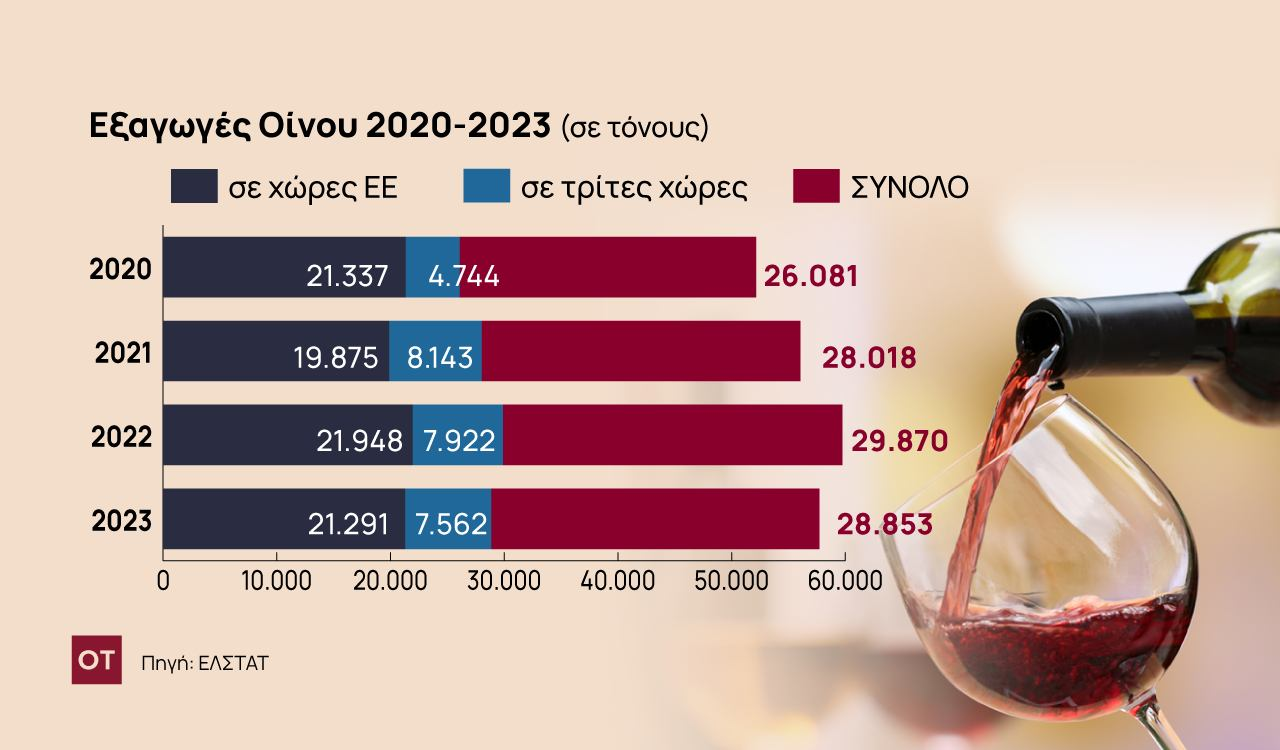 Εξαγωγές Οίνου 2020-2023 (σε τόνους)
σε χώρες ΕΕ σε τρίτες χώρες ΣΥΝΟΛΟ
2020 21.337 4.744 26.081
2021 19.875 8.143 28.018
2022 21.948 7.922 29.870
2023 21.291 7.562 28.853
0 10.000 20.000 30.000 40.000 50.000 60.000
OT Πηγή: ΕΛΣΤΑΤ